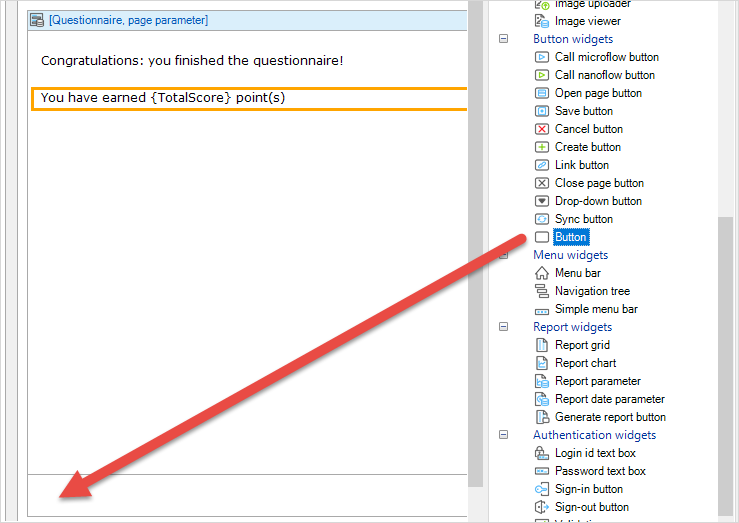 [Questionnaire, page parameter]
Congratulations: you finished the questionnaire!
You have earned {TotalScore} point(s)
Image uploader
Image viewer
Button widgets
Call microflow button
Call nanoflow button
Open page button
Save button
Cancel button
Create button
Link button
Close page button
Drop-down button
Sync button
Button
Menu widgets
Menu bar
Navigation tree
Simple menu bar
Report widgets
Report grid
Report chart
Report parameter
Report date parameter
Generate report button
Authentication widgets
Login id text box
Password text box
Sign-in button
Sign-out button